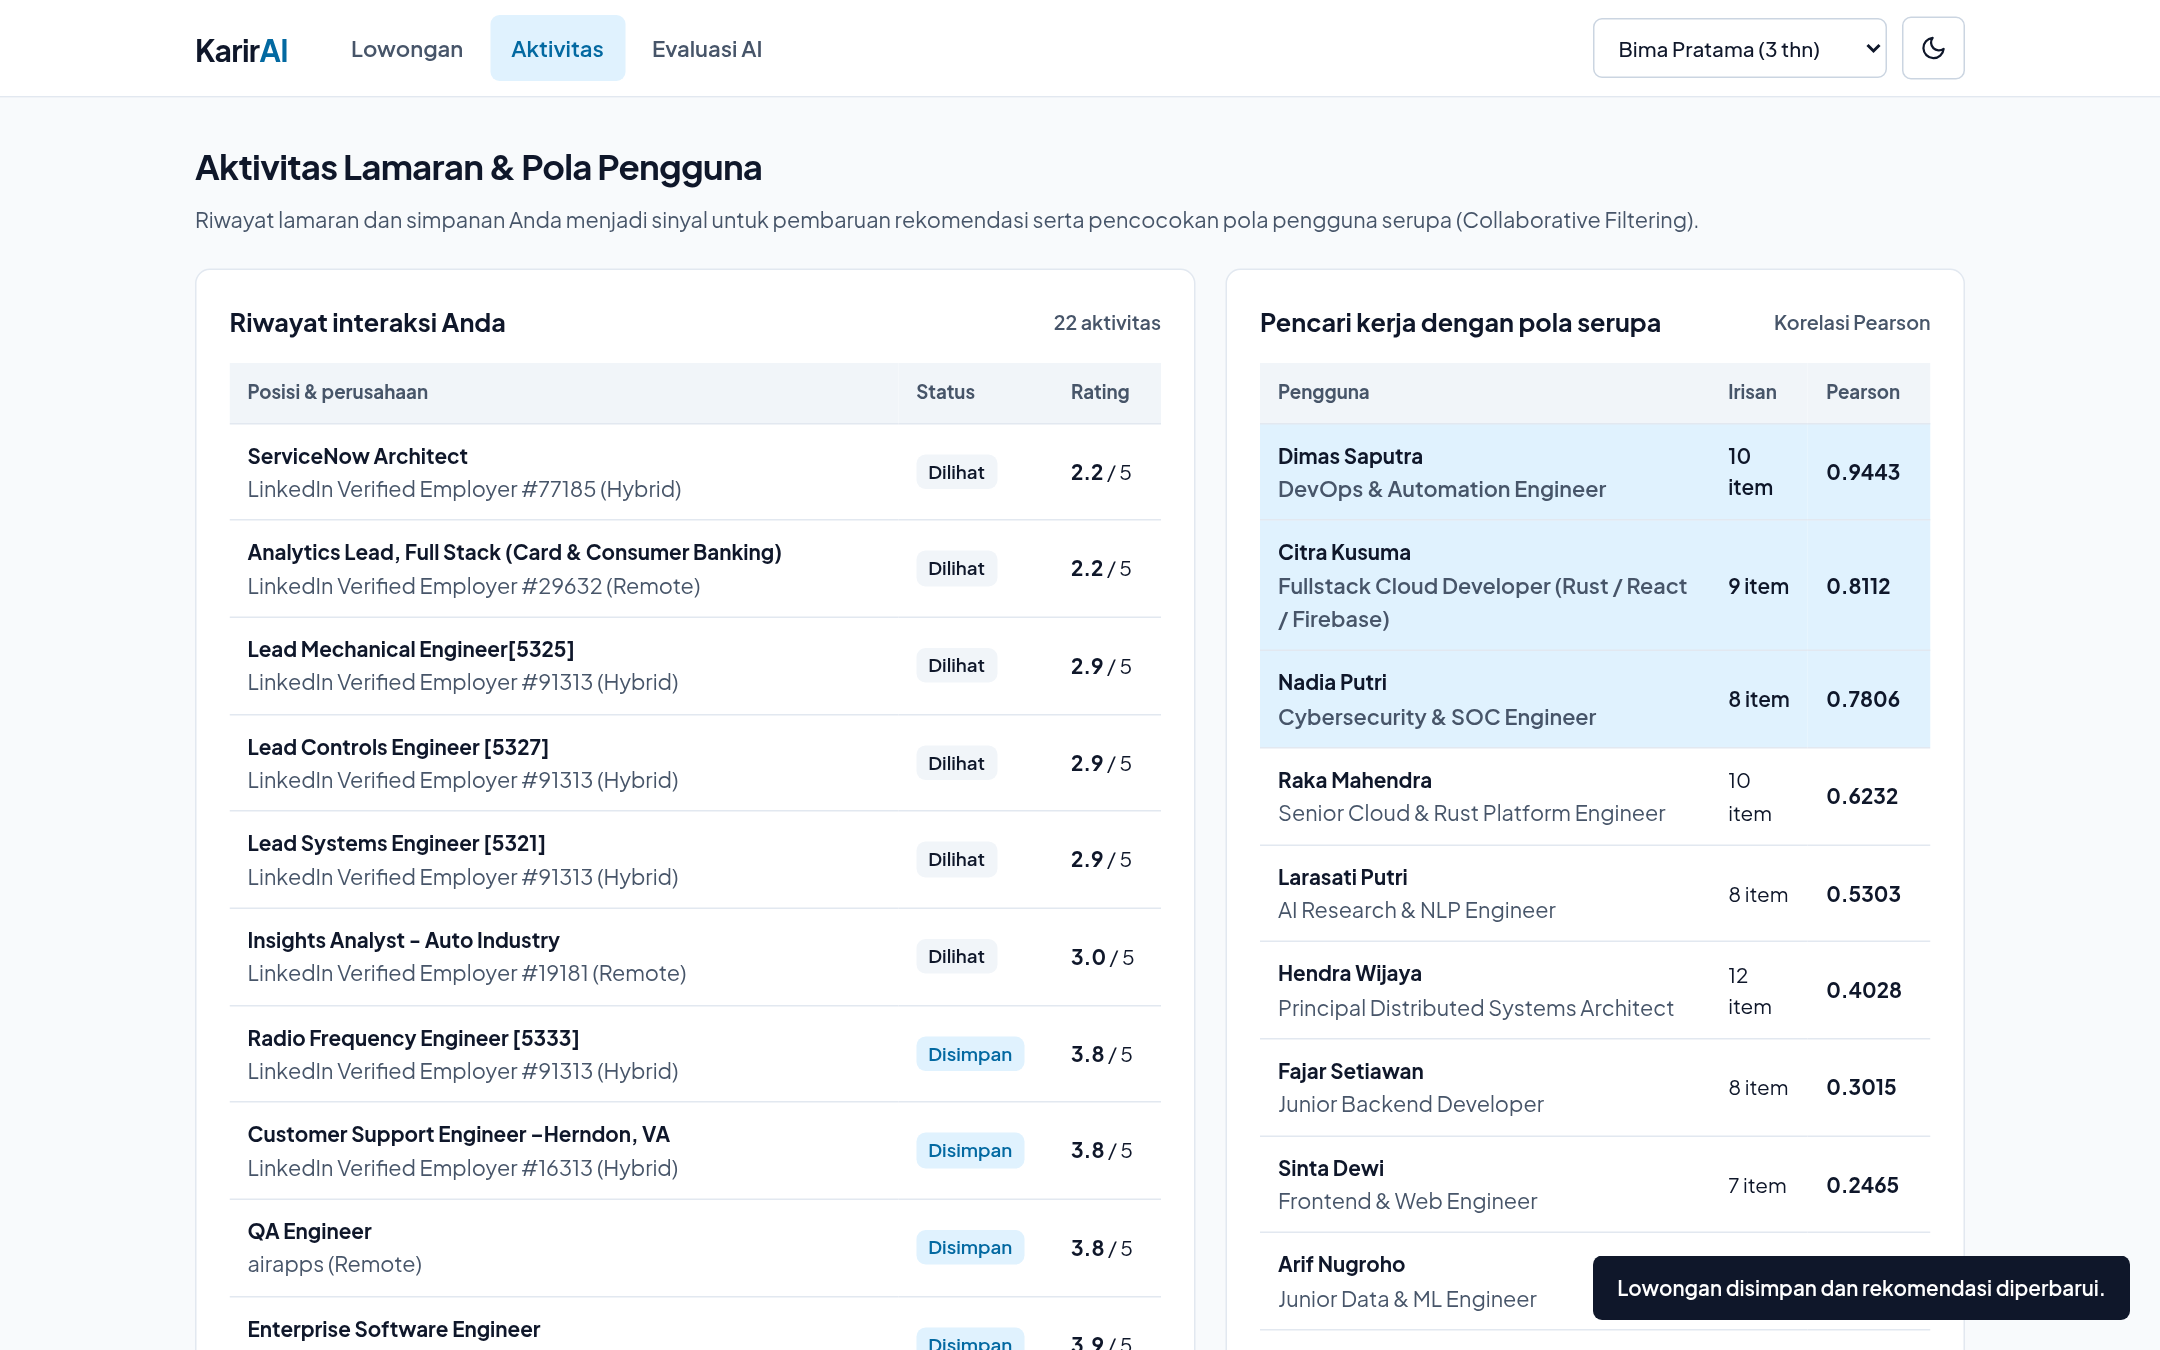 KarirAI
Lowongan
Aktivitas
Evaluasi AI
Bima Pratama (3 thn)
Aktivitas Lamaran & Pola Pengguna
Riwayat lamaran dan simpanan Anda menjadi sinyal untuk pembaruan rekomendasi serta pencocokan pola pengguna serupa (Collaborative Filtering).
Riwayat interaksi Anda
22 aktivitas
Posisi & perusahaan
Status
Rating
ServiceNow Architect
LinkedIn Verified Employer #77185 (Hybrid)
Dilihat
2.2 / 5
Analytics Lead, Full Stack (Card & Consumer Banking)
LinkedIn Verified Employer #29632 (Remote)
Dilihat
2.2 / 5
Lead Mechanical Engineer[5325]
LinkedIn Verified Employer #91313 (Hybrid)
Dilihat
2.9 / 5
Lead Controls Engineer [5327]
LinkedIn Verified Employer #91313 (Hybrid)
Dilihat
2.9 / 5
Lead Systems Engineer [5321]
LinkedIn Verified Employer #91313 (Hybrid)
Dilihat
2.9 / 5
Insights Analyst - Auto Industry
LinkedIn Verified Employer #19181 (Remote)
Dilihat
3.0 / 5
Radio Frequency Engineer [5333]
LinkedIn Verified Employer #91313 (Hybrid)
Disimpan
3.8 / 5
Customer Support Engineer –Herndon, VA
LinkedIn Verified Employer #16313 (Hybrid)
Disimpan
3.8 / 5
QA Engineer
airapps (Remote)
Disimpan
3.8 / 5
Enterprise Software Engineer
Disimpan
3.9 / 5
Pencari kerja dengan pola serupa
Korelasi Pearson
Pengguna
Irisan
Pearson
Dimas Saputra
DevOps & Automation Engineer
10
item
0.9443
Citra Kusuma
Fullstack Cloud Developer (Rust / React
/ Firebase)
9 item
0.8112
Nadia Putri
Cybersecurity & SOC Engineer
8 item
0.7806
Raka Mahendra
Senior Cloud & Rust Platform Engineer
10
item
0.6232
Larasati Putri
AI Research & NLP Engineer
8 item
0.5303
Hendra Wijaya
Principal Distributed Systems Architect
12
item
0.4028
Fajar Setiawan
Junior Backend Developer
8 item
0.3015
Sinta Dewi
Frontend & Web Engineer
7 item
0.2465
Arif Nugroho
Junior Data & ML Engineer
Lowongan disimpan dan rekomendasi diperbarui.